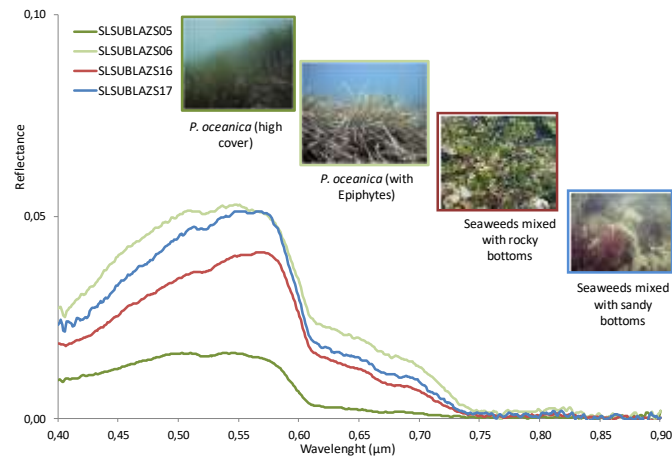 0,10
SLSUBLAZS05
SLSUBLAZS06
SLSUBLAZS16
SLSUBLAZS17
P. oceanica (high
cover)
P. oceanica (with
Epiphytes)
Seaweeds mixed
with rocky
bottoms
Seaweeds mixed
with sandy
bottoms
Reflectance
0,05
0,00
0,40
0,45
0,50
0,55
0,60
0,65
0,70
0,75
0,80
0,85
0,90
Wavelenght (µm)